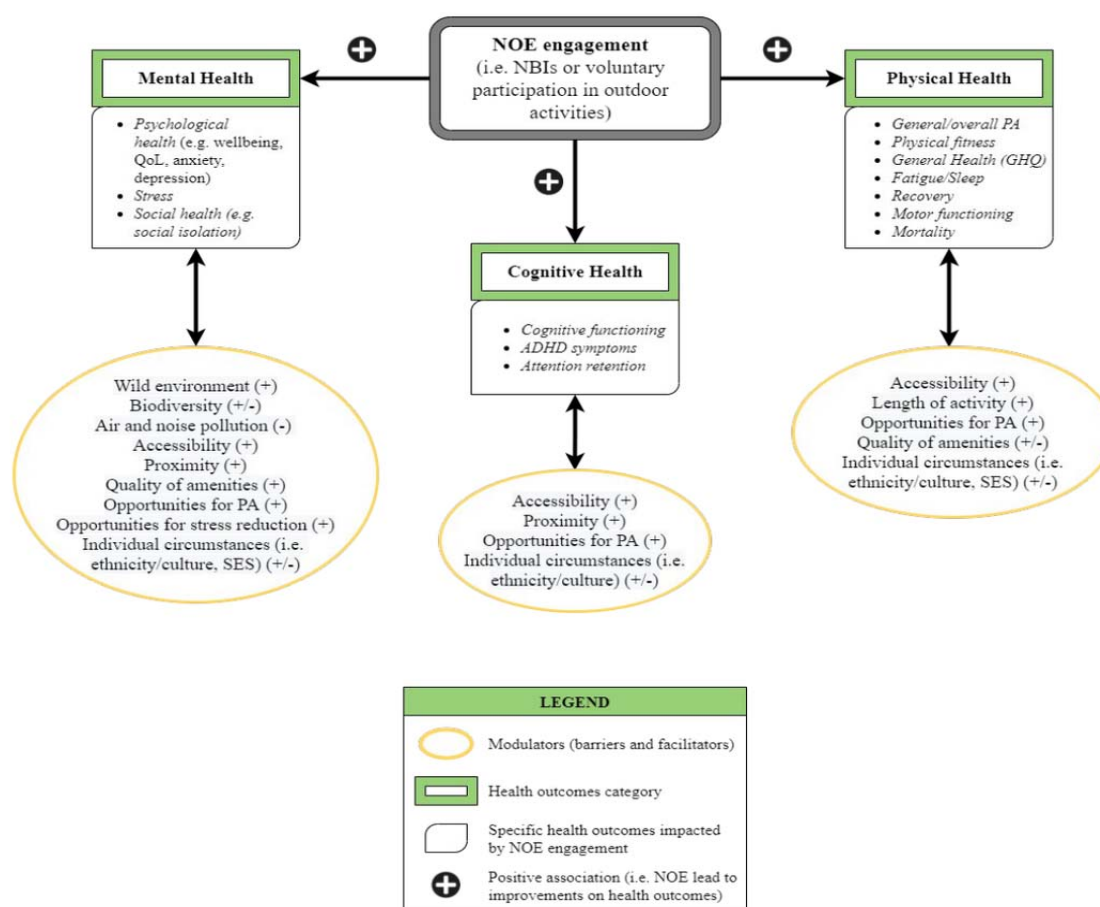 NOE engagement
(i.e. NBIs or voluntary
participation in outdoor
activities)
Mental Health
• Psychological
health (e.g. wellbeing,
QoL, anxiety,
depression)
• Stress
• Social health (e.g.
social isolation)
Wild environment (+)
Biodiversity (+/-)
Air and noise pollution (-)
Accessibility (+)
Proximity (+)
Quality of amenities (+)
Opportunities for PA (+)
Opportunities for stress reduction (+)
Individual circumstances (i.e.
ethnicity/culture, SES) (+/-)
Cognitive Health
• Cognitive functioning
• ADHD symptoms
• Attention retention
Accessibility (+)
Proximity (+)
Opportunities for PA (+)
Individual circumstances (i.e.
ethnicity/culture) (+/-)
Physical Health
• General/overall PA
• Physical fitness
• General Health (GHQ)
• Fatigue/Sleep
• Recovery
• Motor functioning
• Mortality
Accessibility (+)
Length of activity (+)
Opportunities for PA (+)
Quality of amenities (+/-)
Individual circumstances (i.e.
ethnicity/culture, SES) (+/-)
LEGEND
Modulators (barriers and facilitators)
Health outcomes category
Specific health outcomes impacted
by NOE engagement
Positive association (i.e. NOE lead to
improvements on health outcomes)